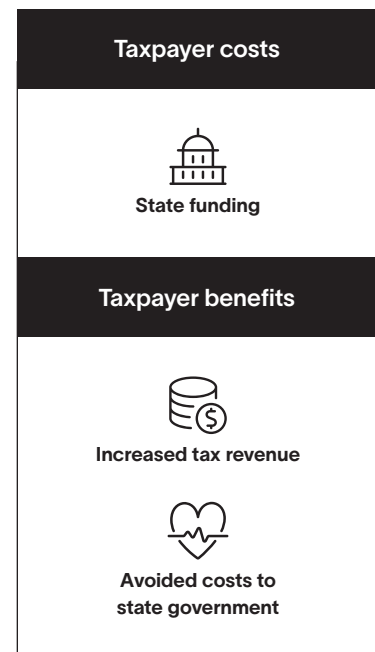 Taxpayer costs
State funding
Taxpayer benefits
$
Increased tax revenue
Avoided costs to
state government